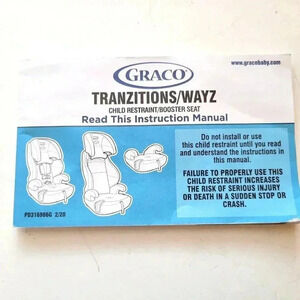 GRACO
www.gracobaby.com
TRANZITIONS/WAYZ
CHILD RESTRAINT/BOOSTER SEAT
Read This Instruction Manual
Do not install or use
this child restraint until you read
and understand the instructions in
this manual.
FAILURE TO PROPERLY USE THIS
CHILD RESTRAINT INCREASES
THE RISK OF SERIOUS INJURY
OR DEATH IN A SUDDEN STOP OR
CRASH.
PD316986G 2/20